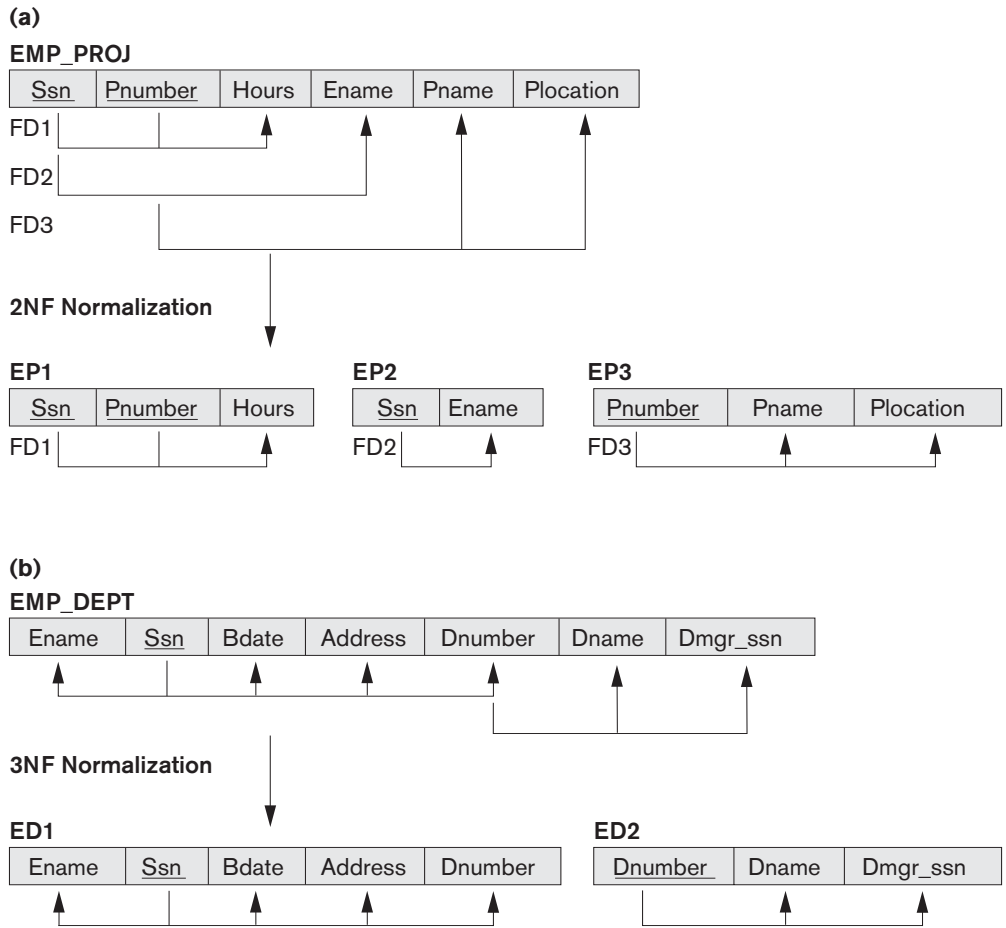 (a)
EMP_PROJ
Ssn Pnumber Hours Ename Pname Plocation
FD1
FD2
FD3
2NF Normalization
EP1 EP2 EP3
Ssn Pnumber Hours Ssn Ename Pnumber Pname Plocation
FD1 FD2 FD3
(b)
EMP_DEPT
Ename Ssn Bdate Address Dnumber Dname Dmgr_ssn
3NF Normalization
ED1 ED2
Ename Ssn Bdate Address Dnumber Dnumber Dname Dmgr_ssn